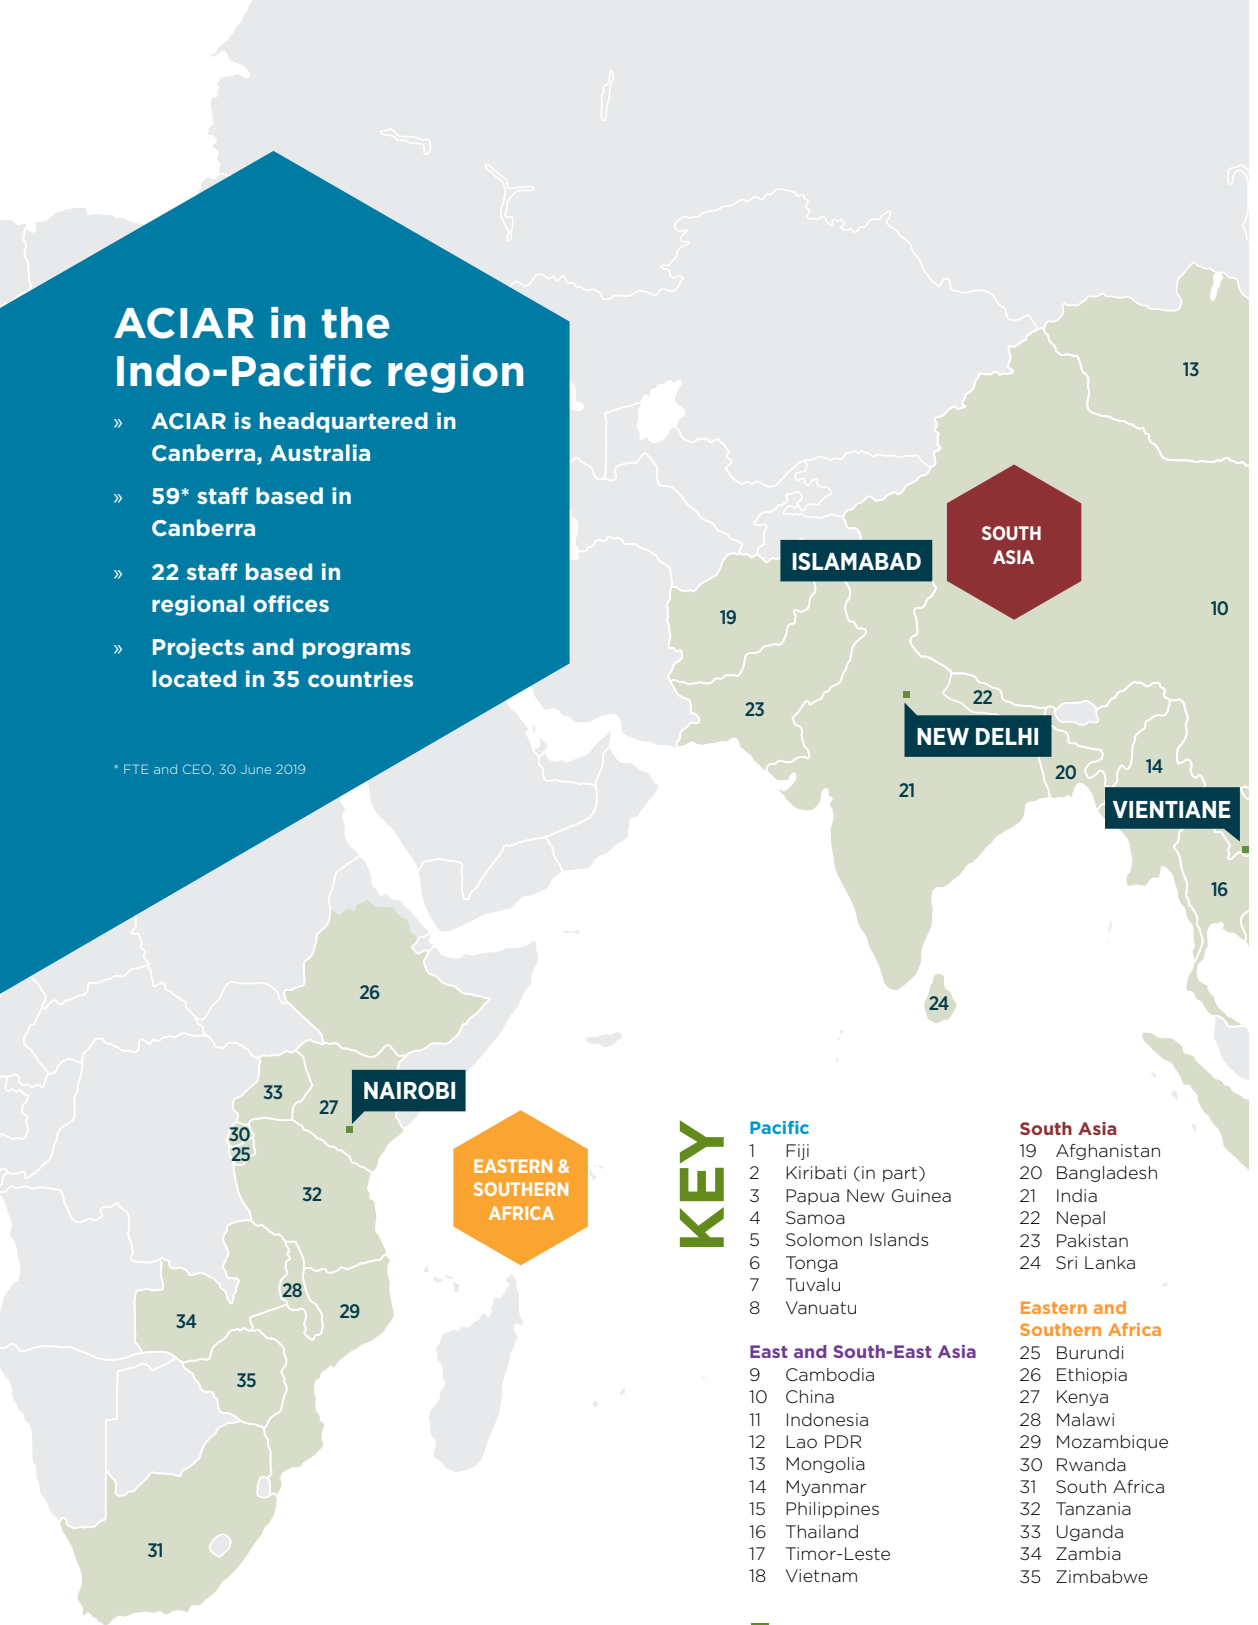 ACIAR in the
Indo-Pacific region
» ACIAR is headquartered in
Canberra, Australia
» 59* staff based in
Canberra
» 22 staff based in
regional offices
» Projects and programs
located in 35 countries
* FTE and CEO, 30 June 2019
13
SOUTH
ASIA
ISLAMABAD
10
19
22
23
NEW DELHI
20
14
21
VIENTIANE
16
24
26
33
27
NAIROBI
30
25
32
EASTERN &
SOUTHERN
AFRICA
28
29
34
35
31
KEY
Pacific
1 Fiji
2 Kiribati (in part)
3 Papua New Guinea
4 Samoa
5 Solomon Islands
6 Tonga
7 Tuvalu
8 Vanuatu
East and South-East Asia
9 Cambodia
10 China
11 Indonesia
12 Lao PDR
13 Mongolia
14 Myanmar
15 Philippines
16 Thailand
17 Timor-Leste
18 Vietnam
South Asia
19 Afghanistan
20 Bangladesh
21 India
22 Nepal
23 Pakistan
24 Sri Lanka
Eastern and
Southern Africa
25 Burundi
26 Ethiopia
27 Kenya
28 Malawi
29 Mozambique
30 Rwanda
31 South Africa
32 Tanzania
33 Uganda
34 Zambia
35 Zimbabwe